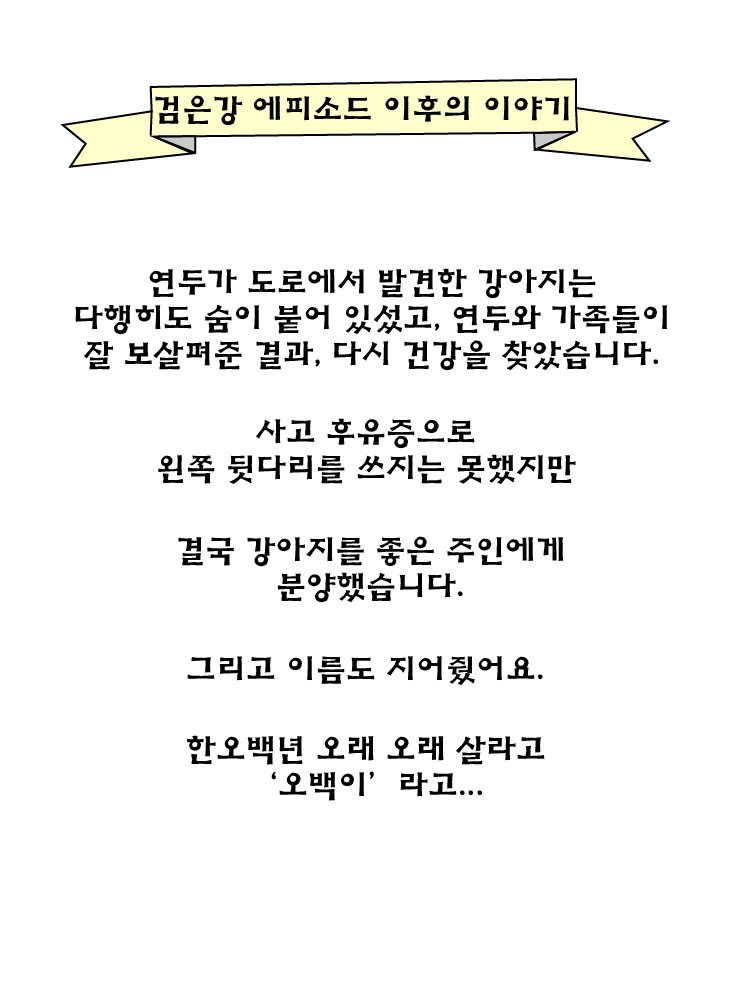 검은강 에피소드 이후의 이야기
연두가 도로에서 발견한 강아지는
다행히도 숨이 붙어 있섰고, 연두와 가족들이
잘 보살펴준 결과, 다시 건강을 찾았습니다.
사고 후유증으로
왼쪽 뒷다리를 쓰지는 못했지만
결국 강아지를 좋은 주인에게
분양했습니다.
그리고 이름도 지어줬어요.
한오백년 오래 오래 살라고
‘오백이’ 라고...